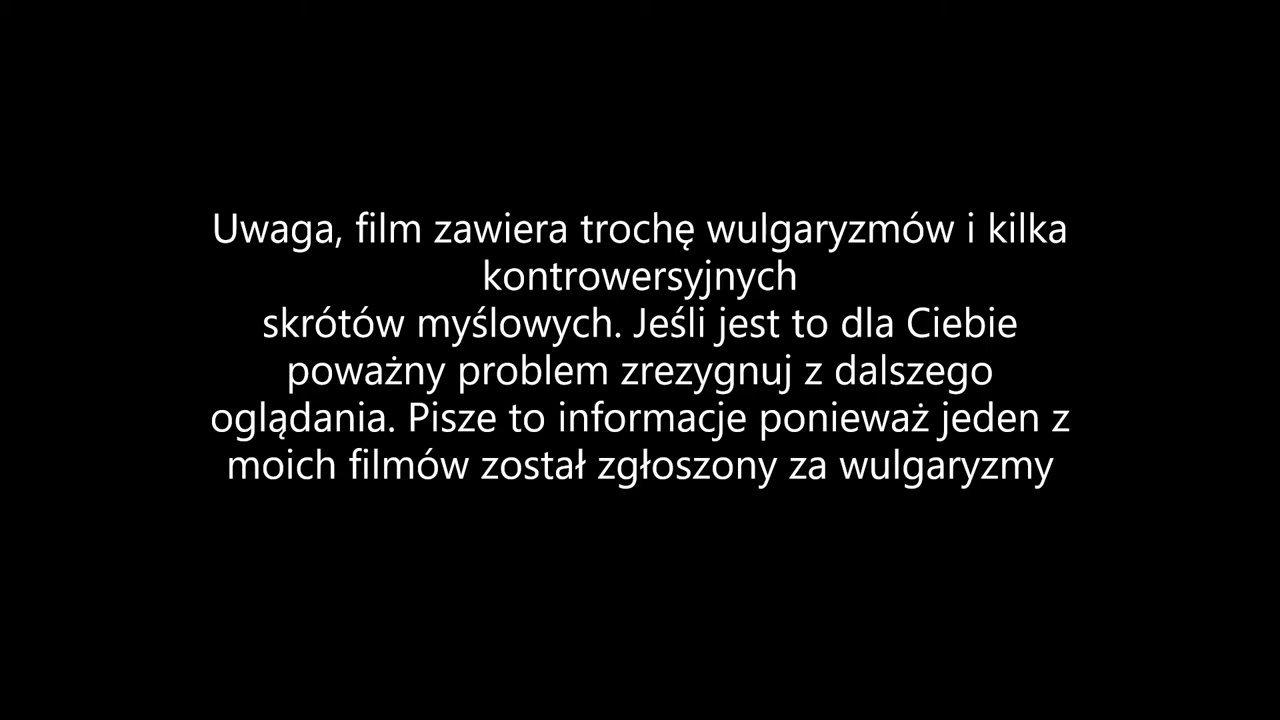 Uwaga, film zawiera trochę wulgaryzmów i kilka
kontrowersyjnych
skrótów myślowych. Jeśli jest to dla Ciebie
poważny problem zrezygnuj z dalszego
oglądania. Pisze to informacje ponieważ jeden z
moich filmów został zgłoszony za wulgaryzmy